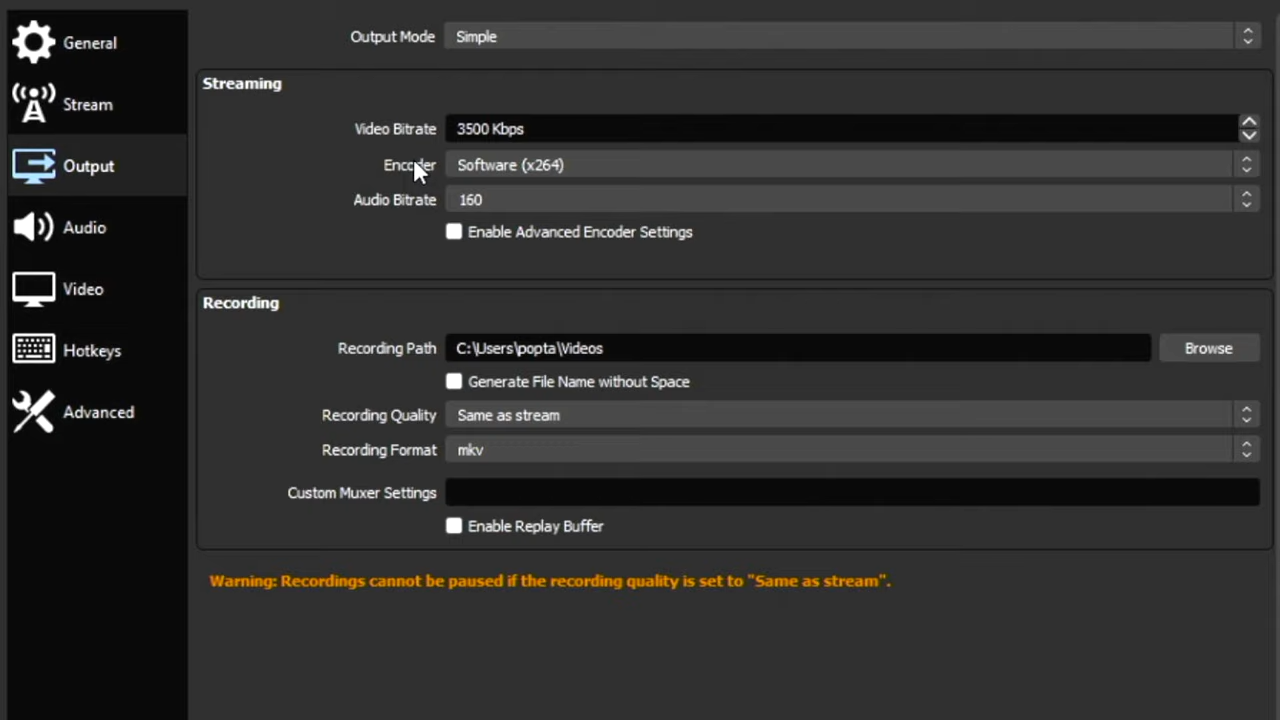 General
Stream
Output
Audio
Video
Hotkeys
Advanced
Output Mode Simple
Streaming
Video Bitrate 3500 Kbps
Encoder Software (x264)
Audio Bitrate 160
Enable Advanced Encoder Settings
Recording
Recording Path C:\Users\popta\Videos Browse
Generate File Name without Space
Recording Quality Same as stream
Recording Format mkv
Custom Muxer Settings
Enable Replay Buffer
Warning: Recordings cannot be paused if the recording quality is set to "Same as stream".